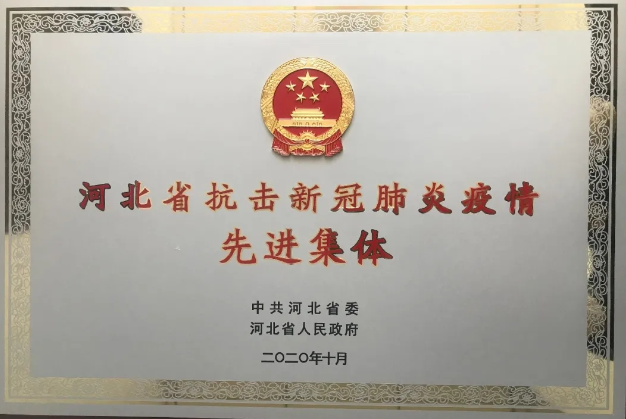 河北省抗击新冠肺炎疫情
先进集体
中共河北省委
河北省人民政府
二〇二〇年十月